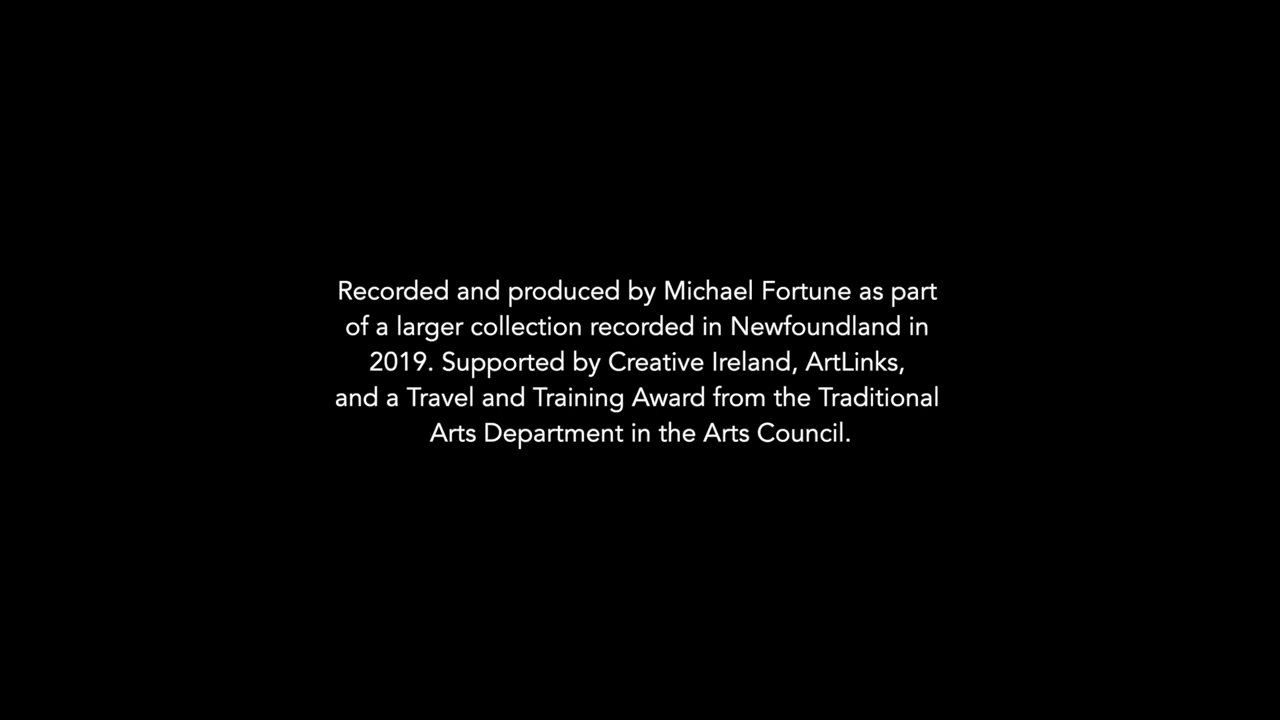 Recorded and produced by Michael Fortune as part
of a larger collection recorded in Newfoundland in
2019. Supported by Creative Ireland, ArtLinks,
and a Travel and Training Award from the Traditional
Arts Department in the Arts Council.